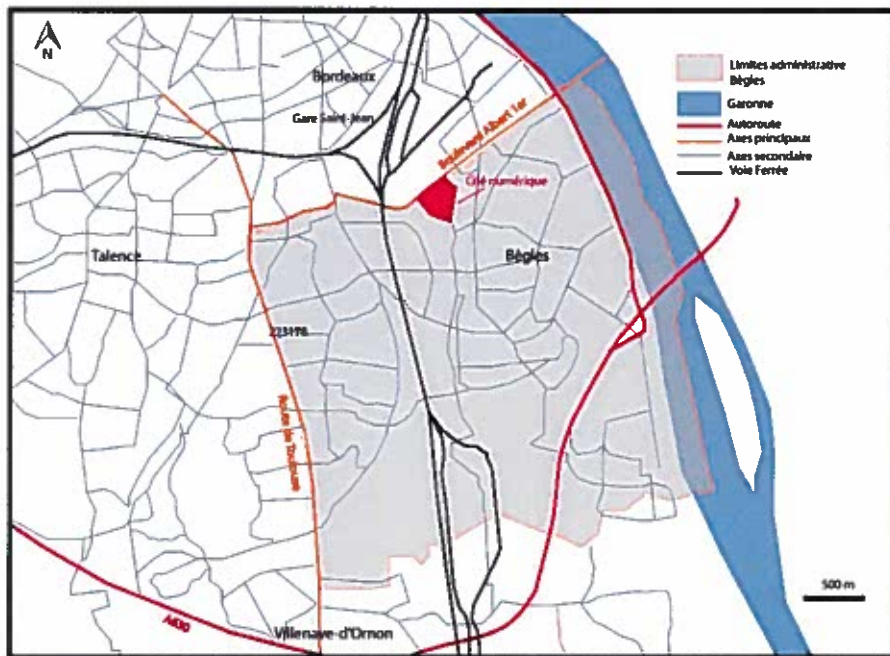 N
Bordeaux
Gare Saint-Jean
Boulevard Albert 1er
Cité numérique
Talence
Bègles
Route de Toulouse
A630
Villenave-d'Ornon
Limites administrative
Bègles
Garonne
Autoroute
Axes principaux
Axes secondaire
Voie Ferrée
500 m